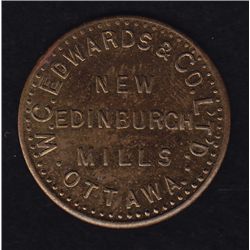 W.C. EDWARDS & CO. LTD.
NEW
EDINBURGH
MILLS
OTTAWA